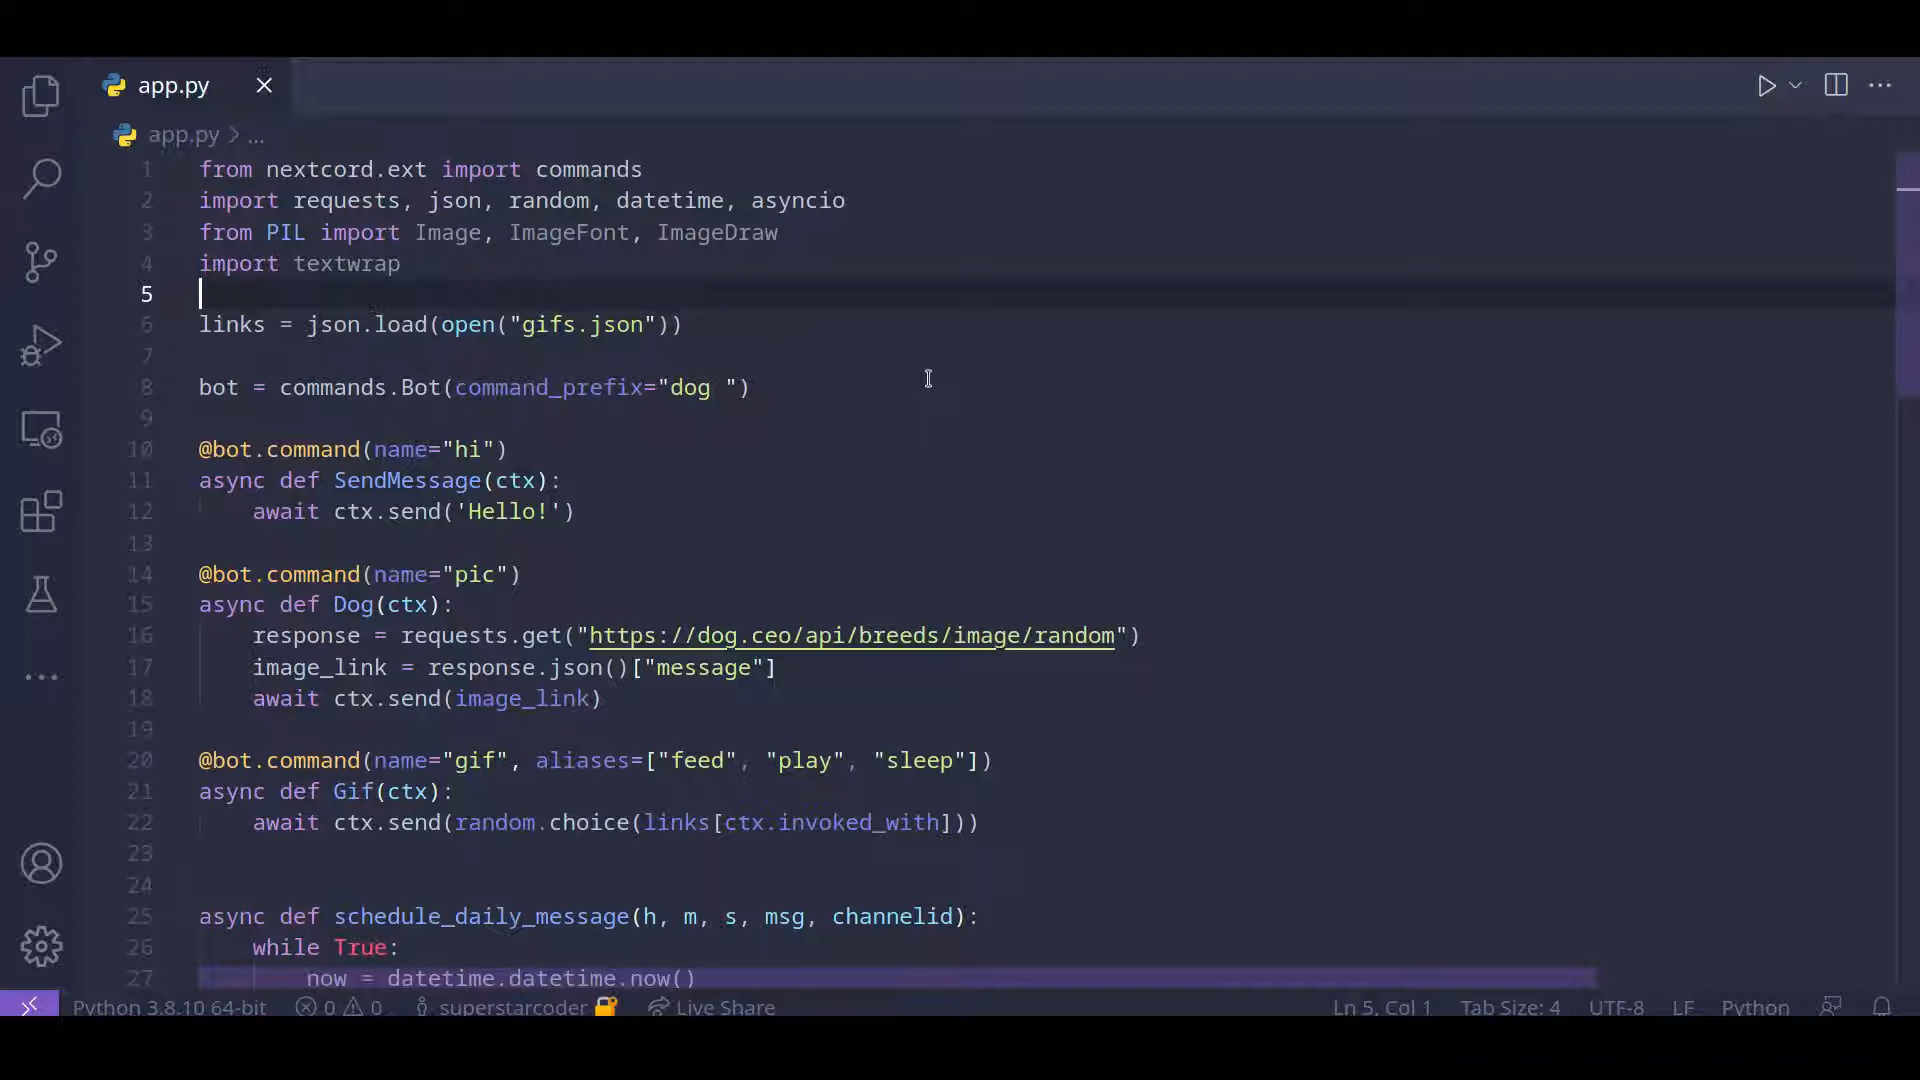 app.py
app.py > ...
1 from nextcord.ext import commands
2 import requests, json, random, datetime, asyncio
3 from PIL import Image, ImageFont, ImageDraw
4 import textwrap
5
6 links = json.load(open("gifs.json"))
7
8 bot = commands.Bot(command_prefix="dog ")
9
10 @bot.command(name="hi")
11 async def SendMessage(ctx):
12     await ctx.send('Hello!')
13
14 @bot.command(name="pic")
15 async def Dog(ctx):
16     response = requests.get("https://dog.ceo/api/breeds/image/random")
17     image_link = response.json()["message"]
18     await ctx.send(image_link)
19
20 @bot.command(name="gif", aliases=["feed", "play", "sleep"])
21 async def Gif(ctx):
22     await ctx.send(random.choice(links[ctx.invoked_with]))
23
24
25 async def schedule_daily_message(h, m, s, msg, channelid):
26     while True:
27         now = datetime.datetime.now()
Python 3.8.10 64-bit 0 0 superstarcoder Live Share Ln 5, Col 1 Tab Size: 4 UTF-8 LF Python